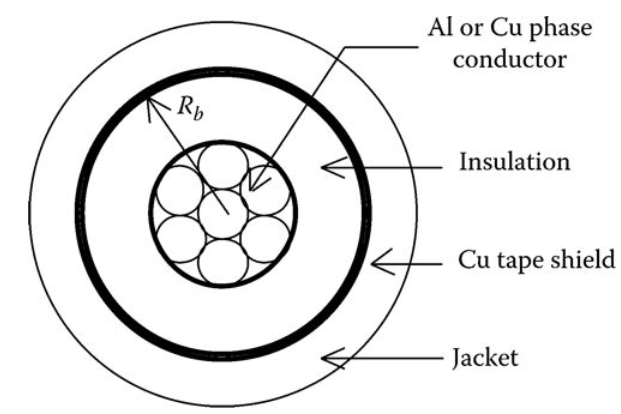 Al or Cu phase
conductor
R_b
Insulation
Cu tape shield
Jacket